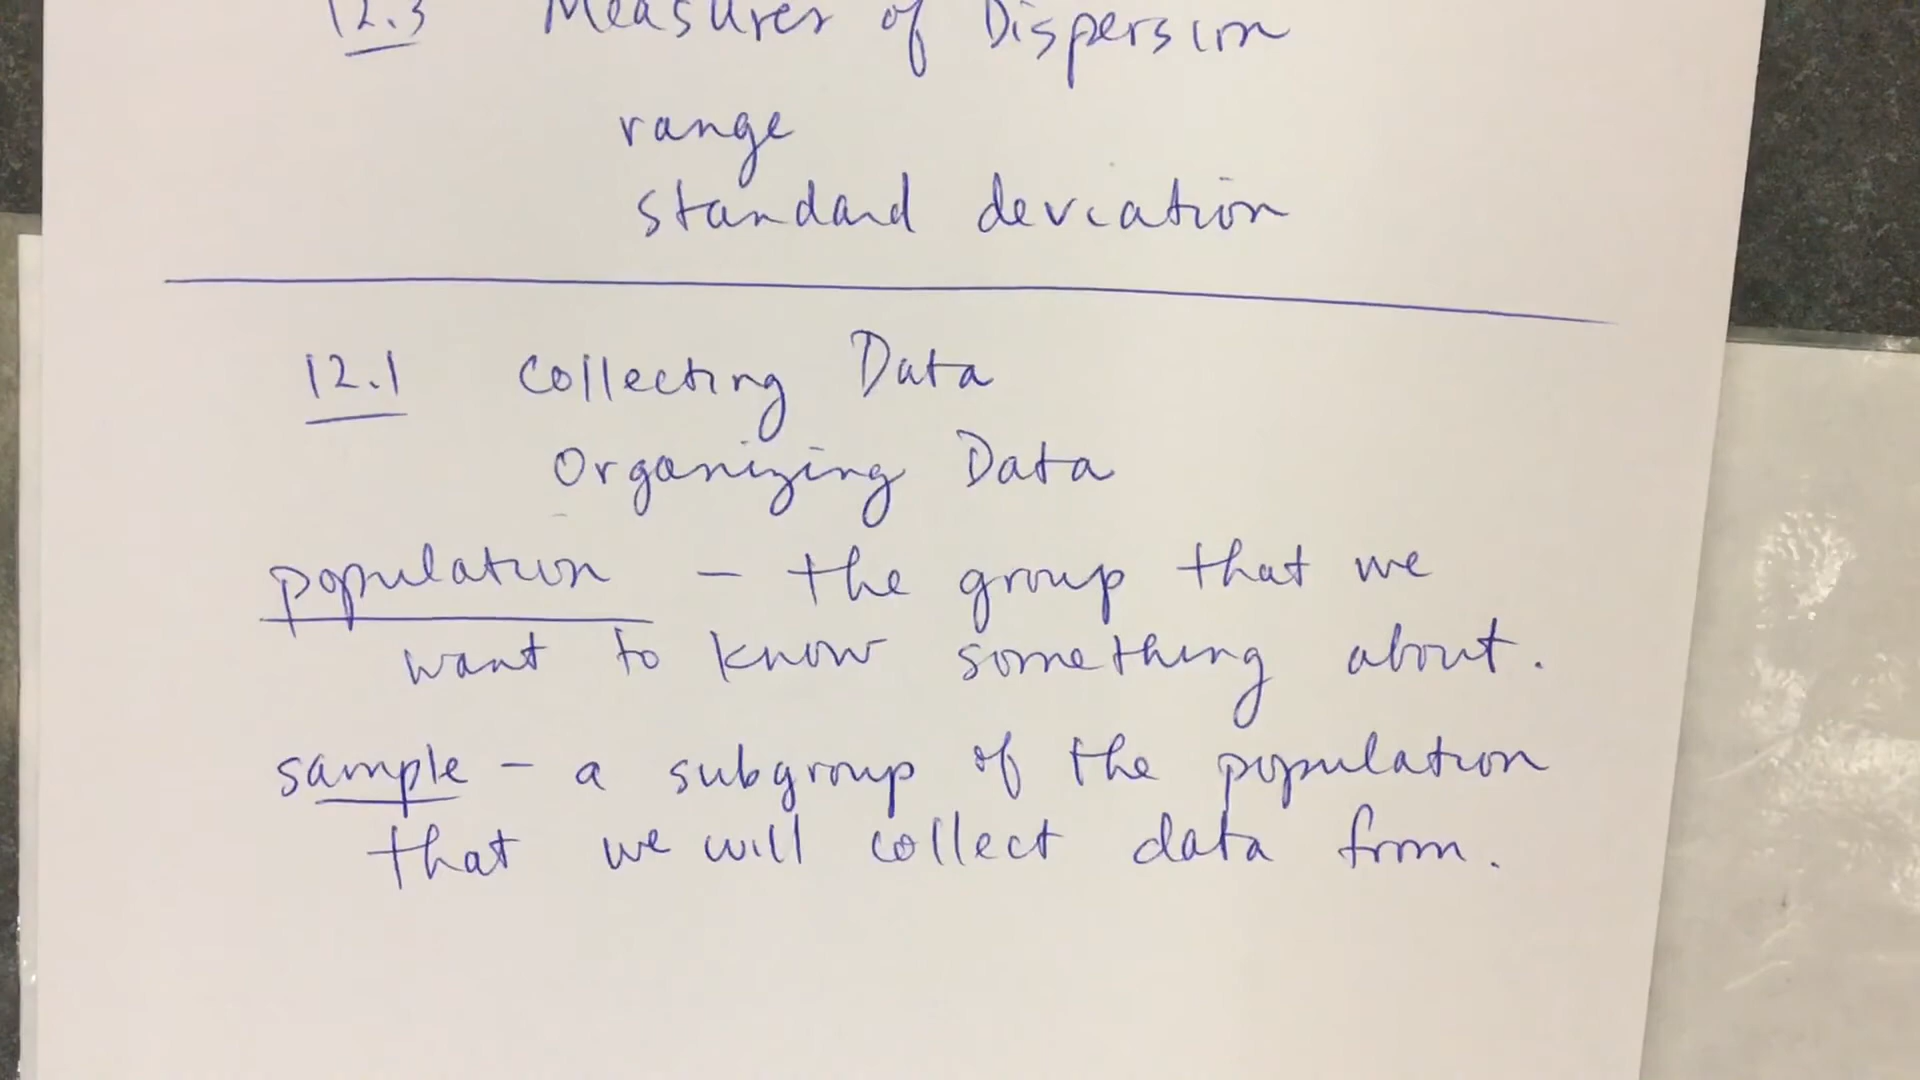 12.3 Measures of Dispersion
range
standard deviation
12.1 Collecting Data
Organizing Data
population - the group that we
want to know something about.
sample - a subgroup of the population
that we will collect data from.